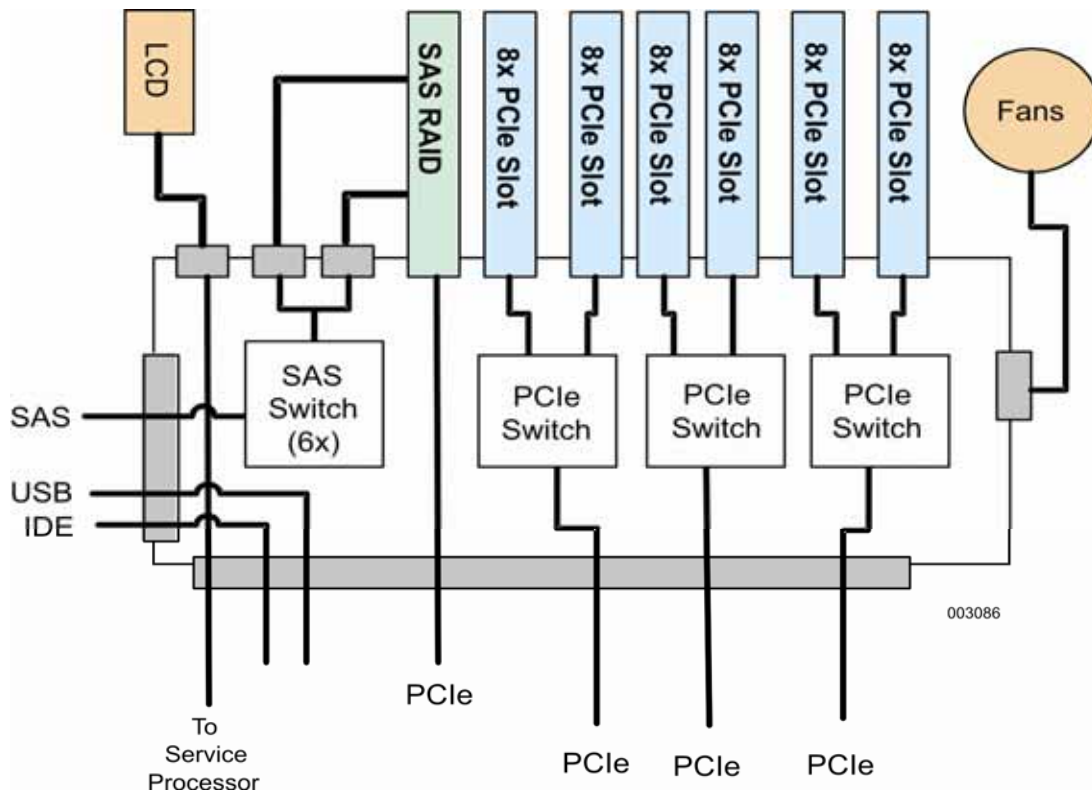 LCD
SAS RAID
8x PCIe Slot
8x PCIe Slot
8x PCIe Slot
8x PCIe Slot
8x PCIe Slot
8x PCIe Slot
Fans
SAS
Switch
(6x)
PCIe
Switch
PCIe
Switch
PCIe
Switch
SAS
USB
IDE
003086
To
Service
Processor
PCIe
PCIe
PCIe
PCIe